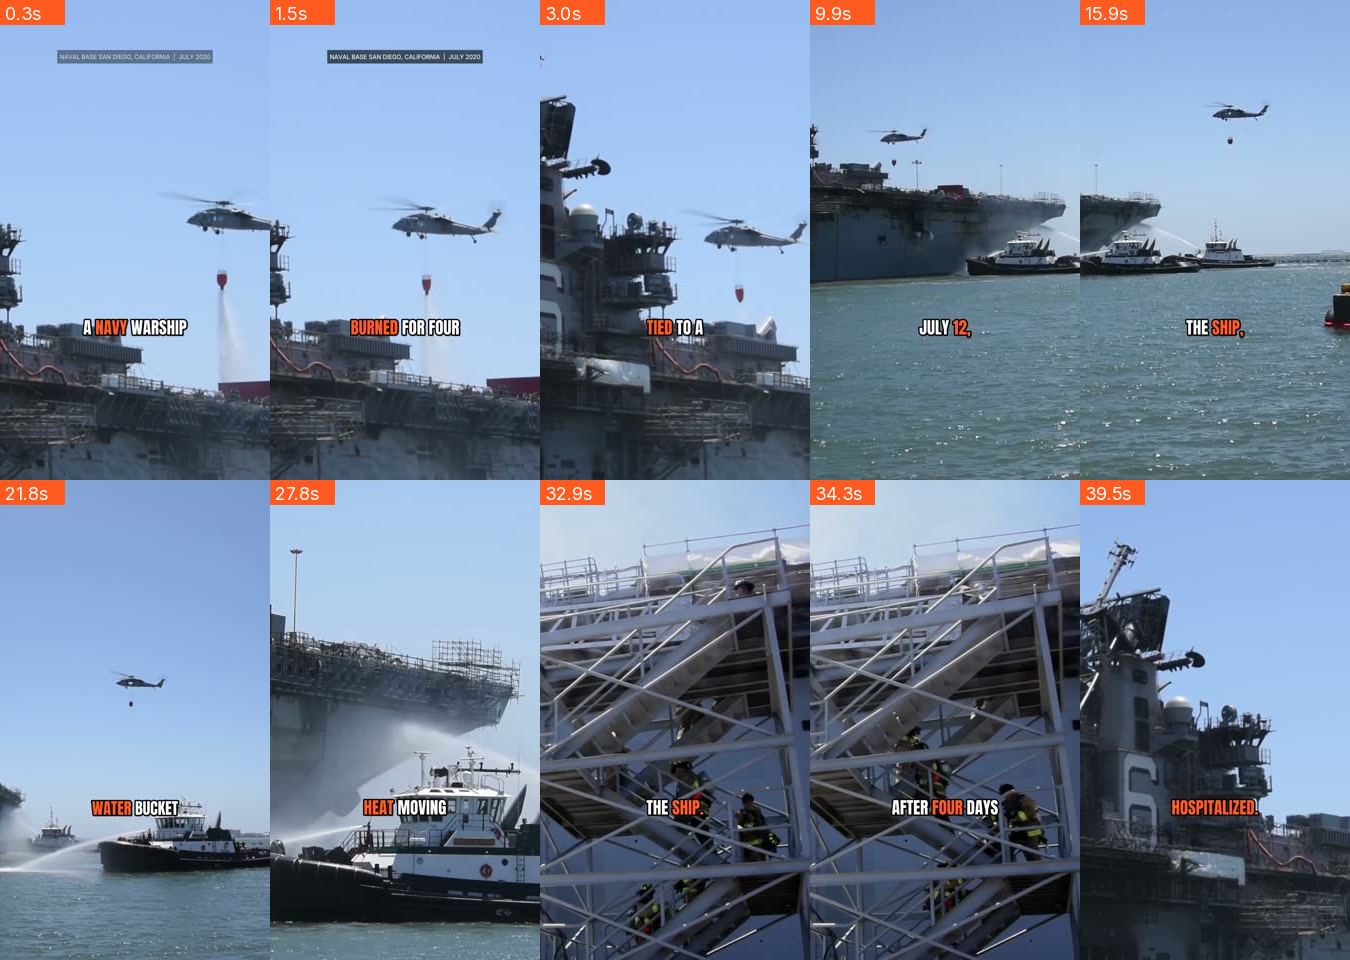 0.3s
NAVAL BASE SAN DIEGO, CALIFORNIA | JULY 2020
A NAVY WARSHIP
1.5s
NAVAL BASE SAN DIEGO, CALIFORNIA | JULY 2020
BURNED FOR FOUR
3.0s
TIED TO A
9.9s
JULY 12,
15.9s
THE SHIP,
21.8s
WATER BUCKET
27.8s
HEAT MOVING
32.9s
THE SHIP
34.3s
AFTER FOUR DAYS
39.5s
6
HOSPITALIZED.